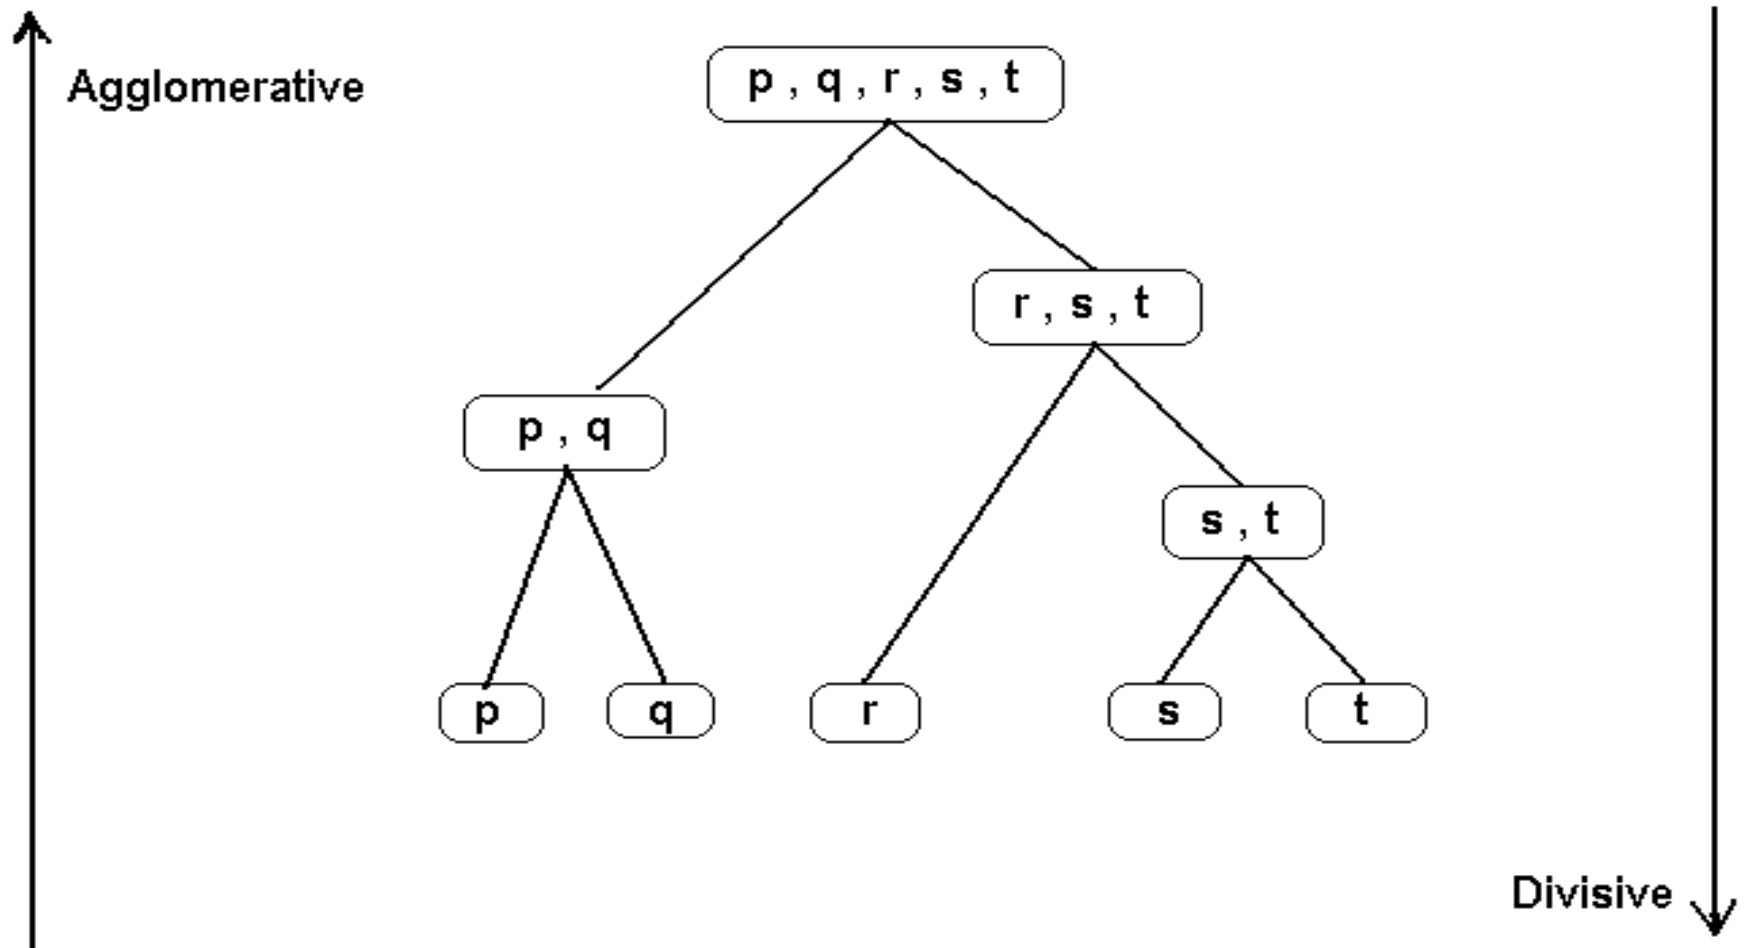 Agglomerative
p , q , r , s , t
r , s , t
p , q
s , t
p
q
r
s
t
Divisive